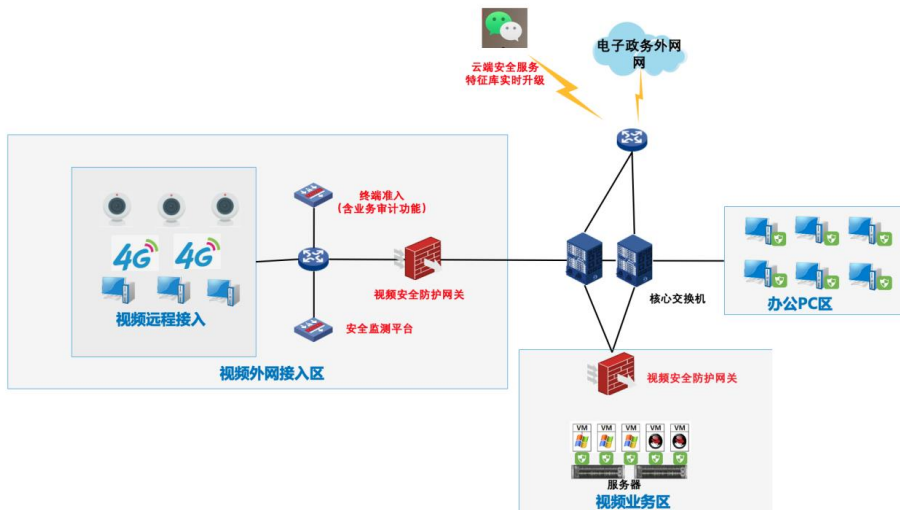 云端安全服务
特征库实时升级
电子政务外网
网
终端准入
（含业务审计功能）
4G
4G
视频远程接入
视频安全防护网关
安全监测平台
视频外网接入区
核心交换机
办公PC区
视频安全防护网关
VM
VM
VM
VM
VM
服务器
视频业务区